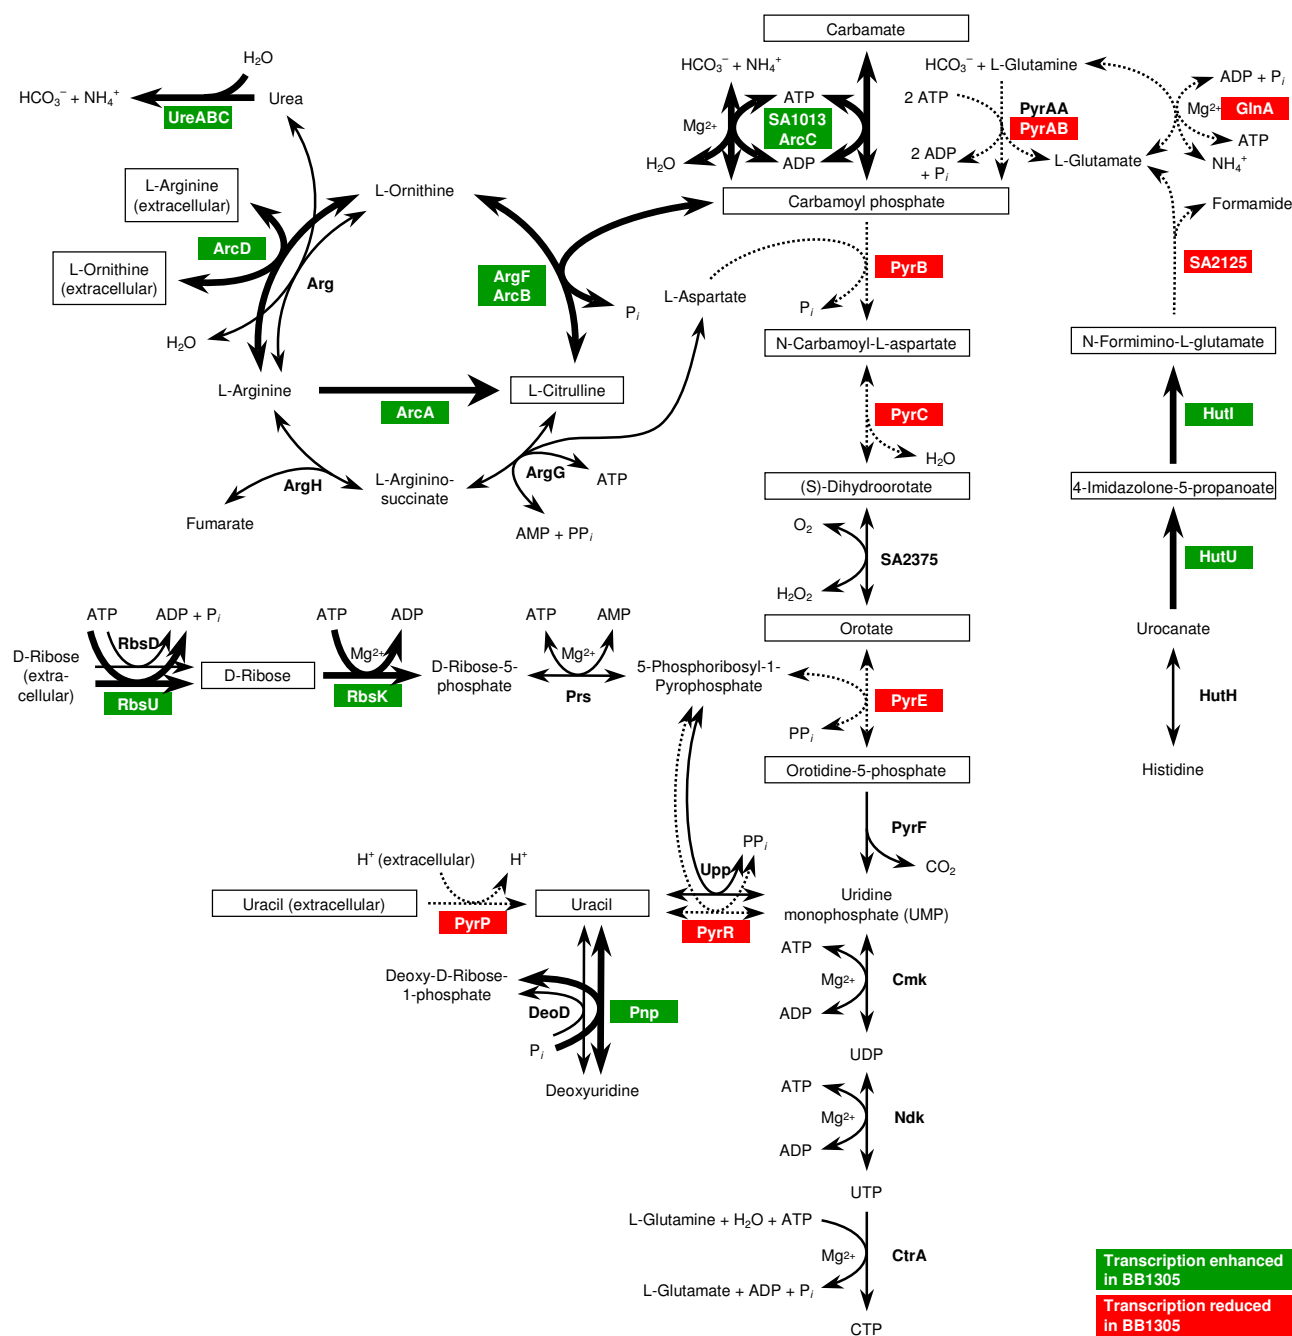 Carbamate
H₂O
HCO₃⁻ + NH₄⁺
Urea
UreABC
HCO₃⁻ + NH₄⁺
ATP
Mg²⁺
SA1013
ArcC
H₂O
ADP
HCO₃⁻ + L-Glutamine
2 ATP
PyrAA
PyrAB
2 ADP
+ Pᵢ
L-Glutamate
ADP + Pᵢ
Mg²⁺
GlnA
ATP
NH₄⁺
L-Arginine
(extracellular)
L-Ornithine
Carbamoyl phosphate
Formamide
ArcD
L-Ornithine
(extracellular)
Arg
ArgF
ArcB
Pᵢ
L-Aspartate
PyrB
Pᵢ
SA2125
H₂O
N-Carbamoyl-L-aspartate
N-Formimino-L-glutamate
L-Arginine
ArcA
L-Citrulline
PyrC
H₂O
HutI
ArgH
Fumarate
L-Arginino-
succinate
ArgG
ATP
AMP + PPᵢ
(S)-Dihydroorotate
4-Imidazolone-5-propanoate
O₂
SA2375
H₂O₂
HutU
ATP
RbsD
ADP + Pᵢ
D-Ribose
(extra-
cellular)
RbsU
D-Ribose
ATP
ADP
Mg²⁺
RbsK
D-Ribose-5-
phosphate
ATP
AMP
Mg²⁺
Prs
5-Phosphoribosyl-1-
Pyrophosphate
Orotate
Urocanate
PyrE
PPᵢ
HutH
Orotidine-5-phosphate
Histidine
PyrF
CO₂
H⁺ (extracellular)
H⁺
Uracil (extracellular)
PyrP
Uracil
Upp
PPᵢ
PyrR
Uridine
monophosphate (UMP)
Deoxy-D-Ribose-
1-phosphate
DeoD
Pnp
Pᵢ
Deoxyuridine
ATP
Mg²⁺
Cmk
ADP
UDP
ATP
Mg²⁺
Ndk
ADP
UTP
L-Glutamine + H₂O + ATP
Mg²⁺
CtrA
L-Glutamate + ADP + Pᵢ
CTP
Transcription enhanced
in BB1305
Transcription reduced
in BB1305